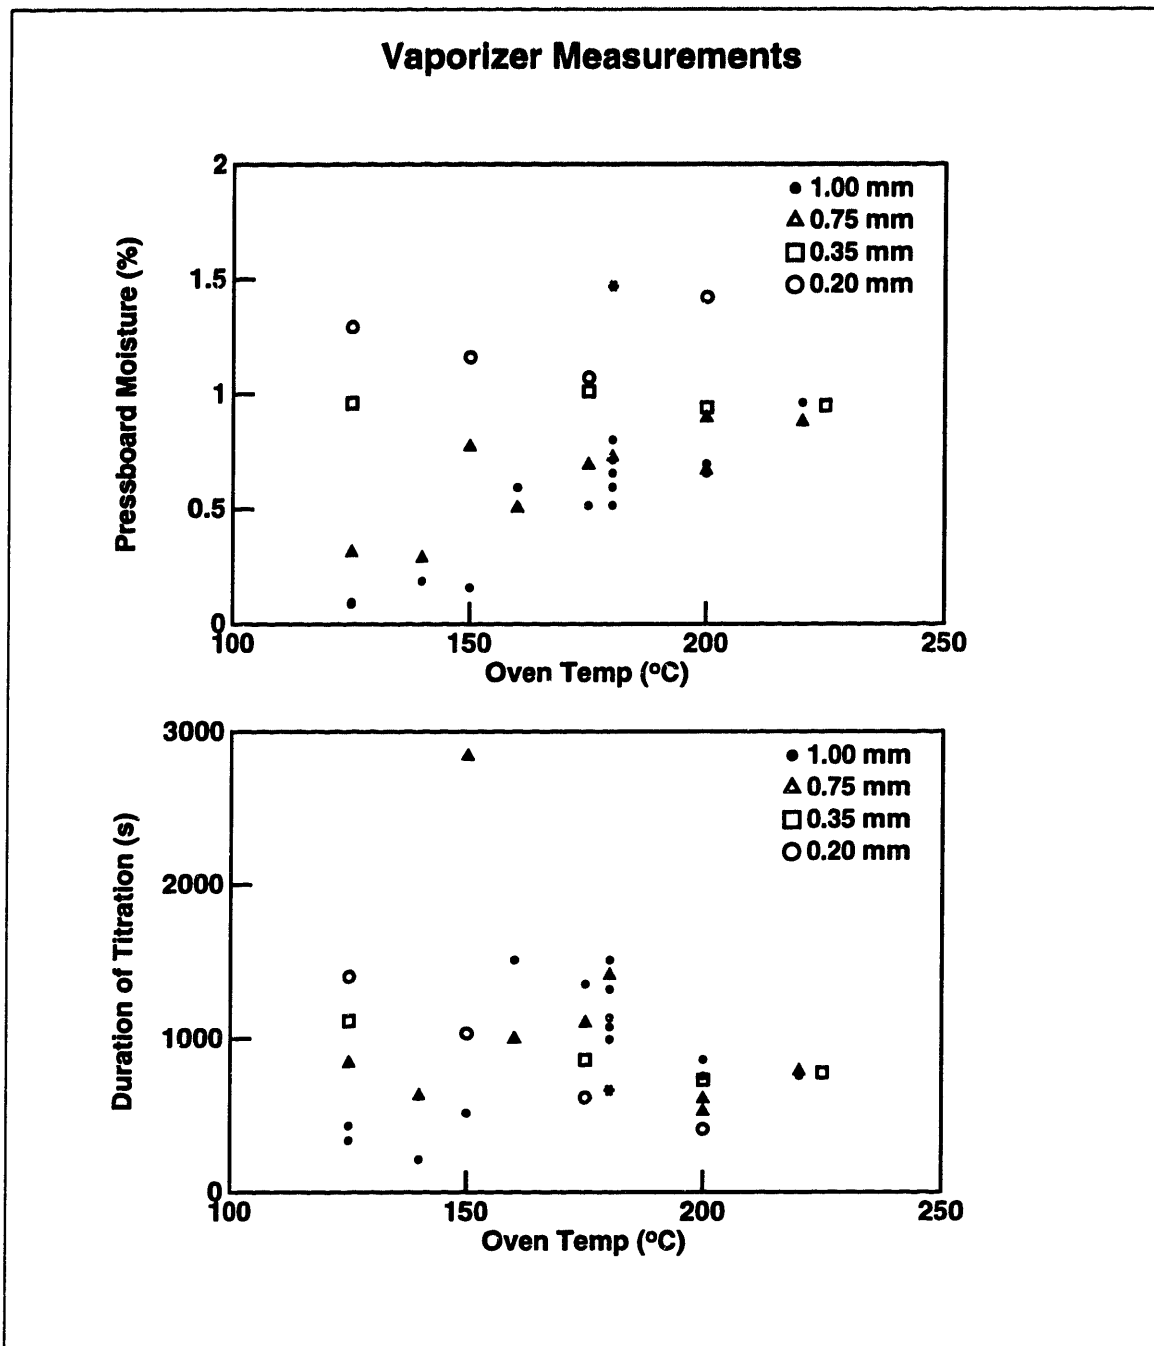 Vaporizer Measurements
2
1.5
1
0.5
0
Pressboard Moisture (%)
1.00 mm
0.75 mm
0.35 mm
0.20 mm
100 150 200 250
Oven Temp (ºC)
3000
2000
1000
0
Duration of Titration (s)
1.00 mm
0.75 mm
0.35 mm
0.20 mm
100 150 200 250
Oven Temp (ºC)